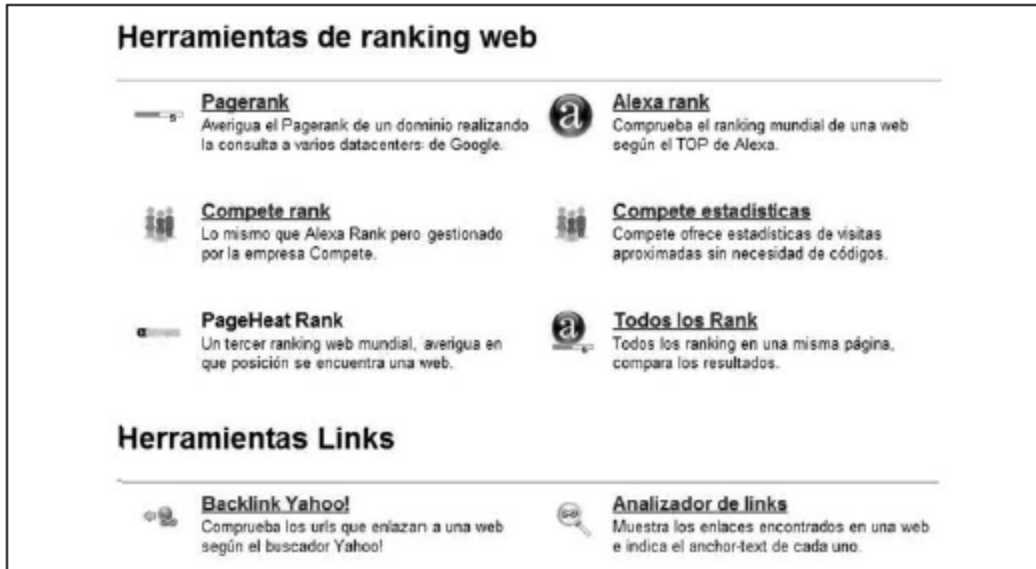 Herramientas de ranking web
Pagerank
Averigua el Pagerank de un dominio realizando
la consulta a varios datacenters de Google.
Alexa rank
Comprueba el ranking mundial de una web
según el TOP de Alexa.
Compete rank
Lo mismo que Alexa Rank pero gestionado
por la empresa Compete.
Compete estadísticas
Compete ofrece estadísticas de visitas
aproximadas sin necesidad de códigos.
PageHeat Rank
Un tercer ranking web mundial, averigua en
que posición se encuentra una web.
Todos los Rank
Todos los ranking en una misma página,
compara los resultados.
Herramientas Links
Backlink Yahoo!
Comprueba los urls que enlazan a una web
según el buscador Yahoo!
Analizador de links
Muestra los enlaces encontrados en una web
e indica el anchor-text de cada uno.